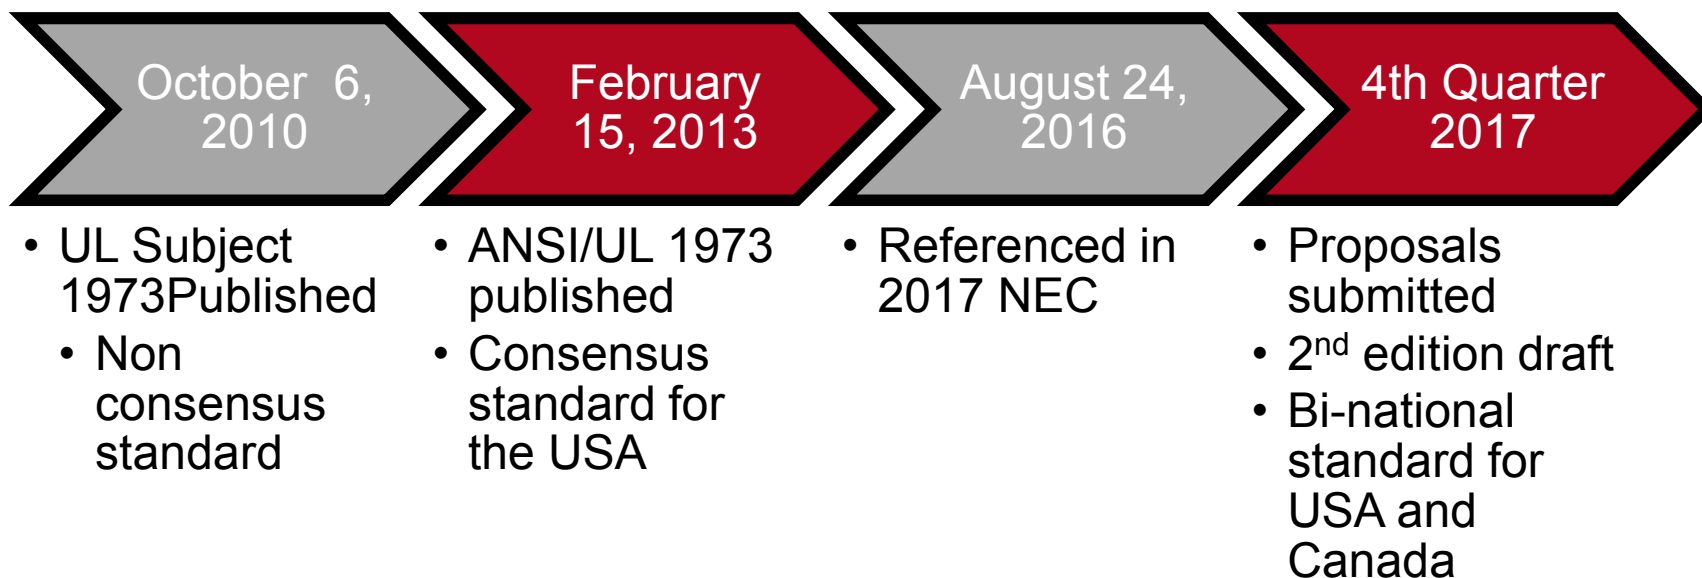 October 6,
2010
February
15, 2013
August 24,
2016
4th Quarter
2017
• UL Subject
1973Published
• Non
consensus
standard
• ANSI/UL 1973
published
• Consensus
standard for
the USA
• Referenced in
2017 NEC
• Proposals
submitted
• 2nd edition draft
• Bi-national
standard for
USA and
Canada